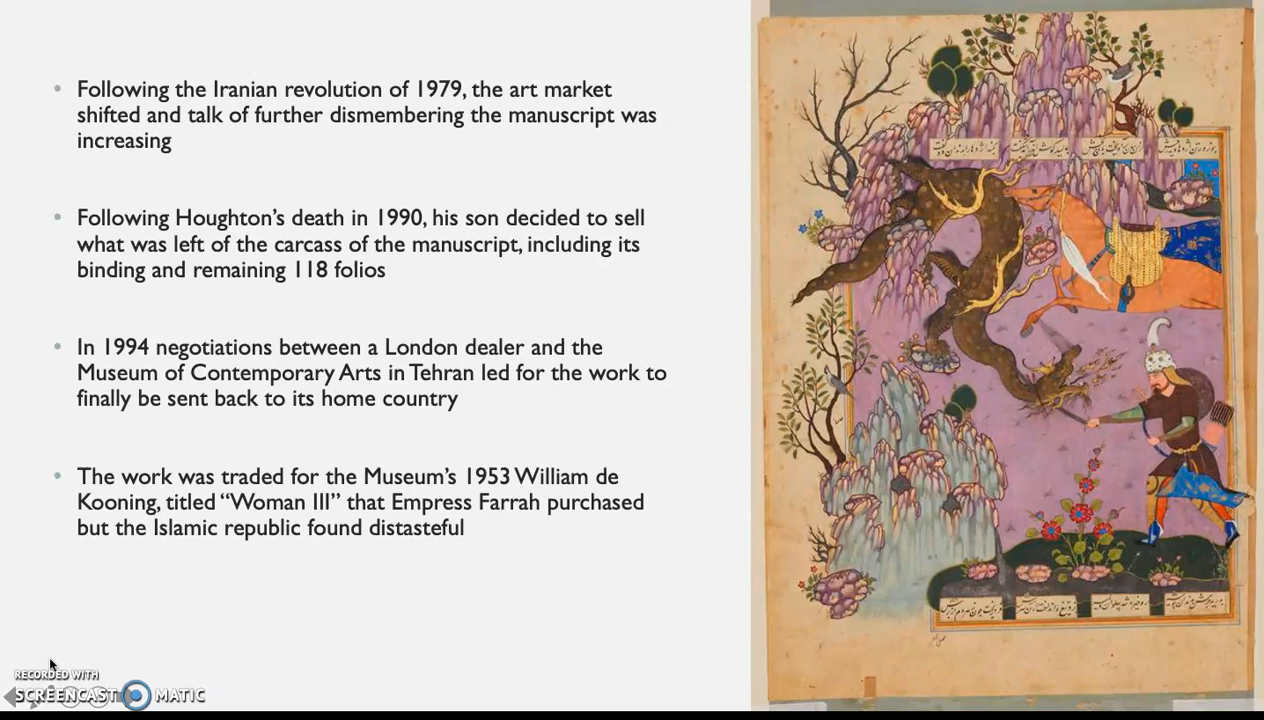 Following the Iranian revolution of 1979, the art market
shifted and talk of further dismembering the manuscript was
increasing
Following Houghton’s death in 1990, his son decided to sell
what was left of the carcass of the manuscript, including its
binding and remaining 118 folios
In 1994 negotiations between a London dealer and the
Museum of Contemporary Arts in Tehran led for the work to
finally be sent back to its home country
The work was traded for the Museum’s 1953 William de
Kooning, titled “Woman III” that Empress Farrah purchased
but the Islamic republic found distasteful
RECORDED WITH
SCREENCAST MATIC